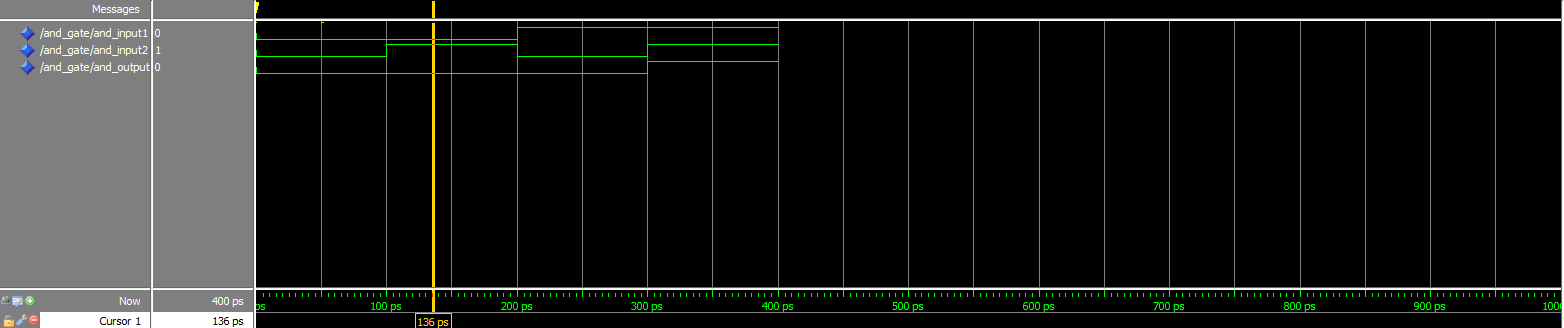 Messages
/and_gate/and_input1 0
/and_gate/and_input2 1
/and_gate/and_output 0
Now 400 ps
ps 100 ps 200 ps 300 ps 400 ps 500 ps 600 ps 700 ps 800 ps 900 ps 1000
Cursor 1 136 ps
136 ps